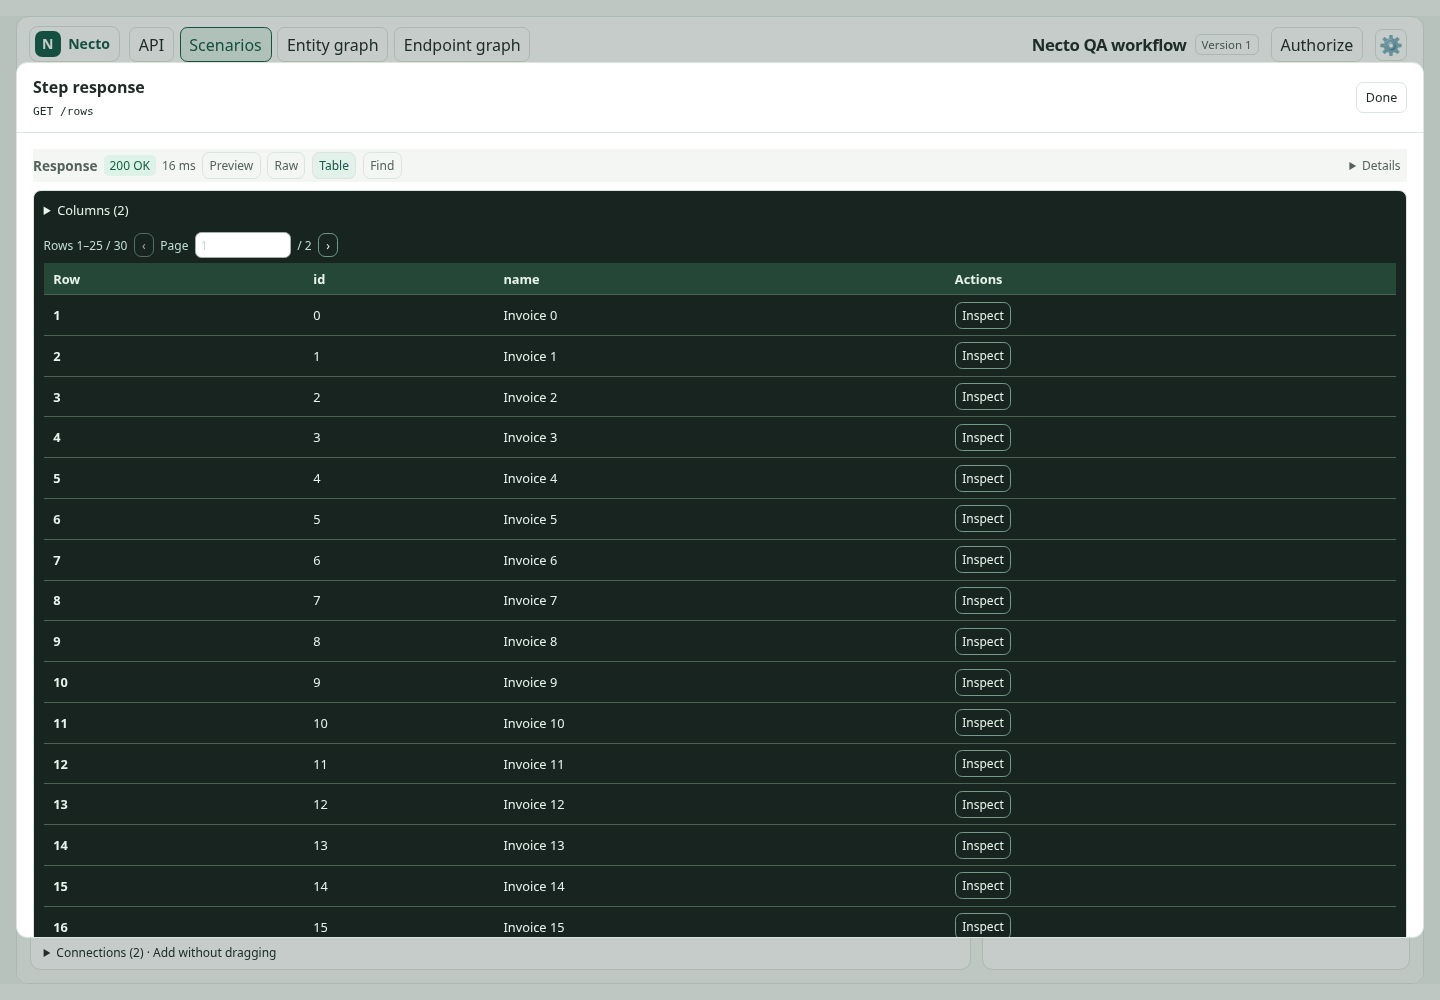 N Necto API Scenarios Entity graph Endpoint graph Necto QA workflow Version 1 Authorize
Step response
GET /rows
Done
Response 200 OK 16 ms Preview Raw Table Find ▶ Details
▶ Columns (2)
Rows 1–25 / 30 ‹ Page 1 / 2 ›
Row id name Actions
1 0 Invoice 0 Inspect
2 1 Invoice 1 Inspect
3 2 Invoice 2 Inspect
4 3 Invoice 3 Inspect
5 4 Invoice 4 Inspect
6 5 Invoice 5 Inspect
7 6 Invoice 6 Inspect
8 7 Invoice 7 Inspect
9 8 Invoice 8 Inspect
10 9 Invoice 9 Inspect
11 10 Invoice 10 Inspect
12 11 Invoice 11 Inspect
13 12 Invoice 12 Inspect
14 13 Invoice 13 Inspect
15 14 Invoice 14 Inspect
16 15 Invoice 15 Inspect
▶ Connections (2) · Add without dragging